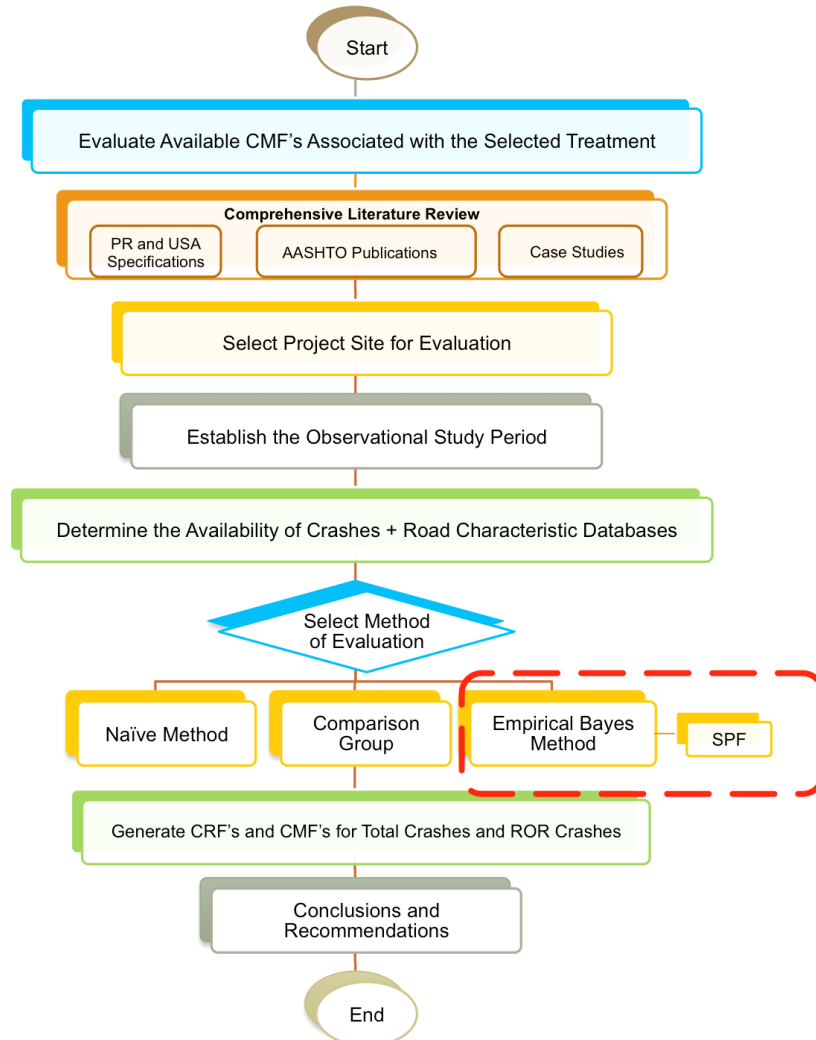 Start
Evaluate Available CMF's Associated with the Selected Treatment
Comprehensive Literature Review
PR and USA
Specifications
AASHTO Publications
Case Studies
Select Project Site for Evaluation
Establish the Observational Study Period
Determine the Availability of Crashes + Road Characteristic Databases
Select Method
of Evaluation
Naïve Method
Comparison
Group
Empirical Bayes
Method
SPF
Generate CRF's and CMF's for Total Crashes and ROR Crashes
Conclusions and
Recommendations
End